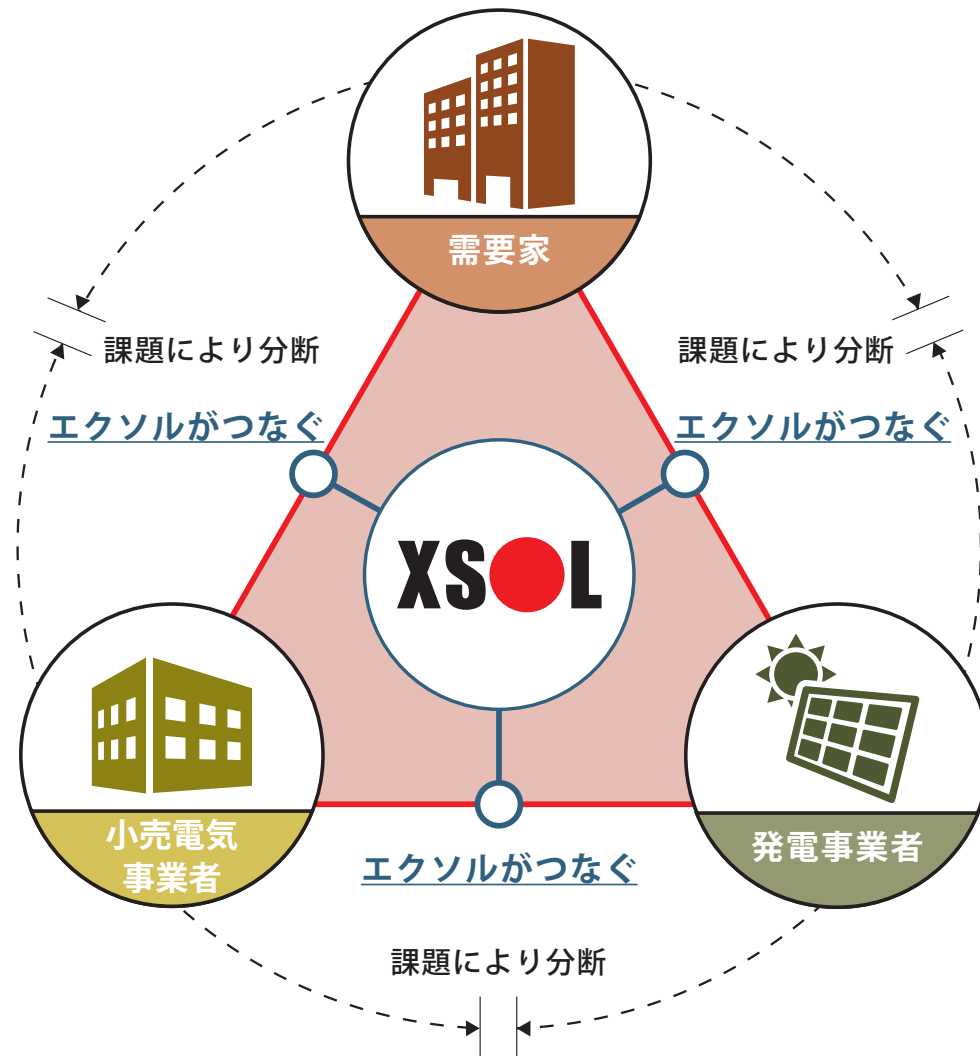 需要家
課題により分断
課題により分断
エクソルがつなぐ
エクソルがつなぐ
XSOL
小売電気
事業者
発電事業者
エクソルがつなぐ
課題により分断